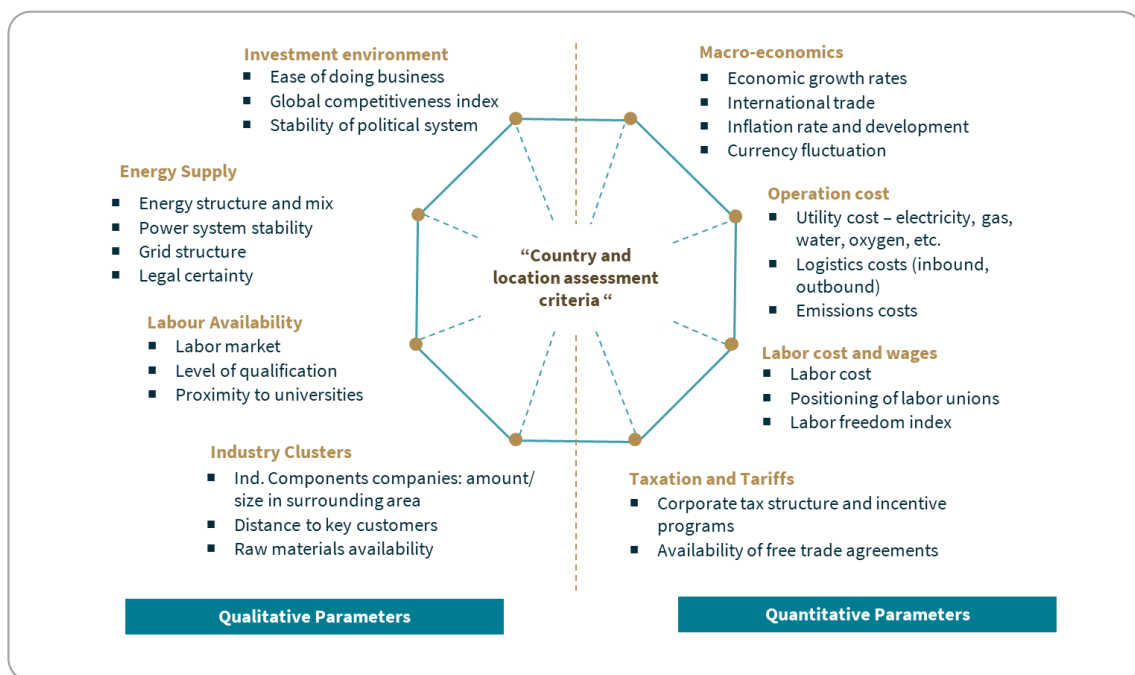 Investment environment
■ Ease of doing business
■ Global competitiveness index
■ Stability of political system
Energy Supply
■ Energy structure and mix
■ Power system stability
■ Grid structure
■ Legal certainty
Labour Availability
■ Labor market
■ Level of qualification
■ Proximity to universities
Industry Clusters
■ Ind. Components companies: amount/
size in surrounding area
■ Distance to key customers
■ Raw materials availability
Qualitative Parameters
“Country and
location assessment
criteria “
Macro-economics
■ Economic growth rates
■ International trade
■ Inflation rate and development
■ Currency fluctuation
Operation cost
■ Utility cost – electricity, gas,
water, oxygen, etc.
■ Logistics costs (inbound,
outbound)
■ Emissions costs
Labor cost and wages
■ Labor cost
■ Positioning of labor unions
■ Labor freedom index
Taxation and Tariffs
■ Corporate tax structure and incentive
programs
■ Availability of free trade agreements
Quantitative Parameters